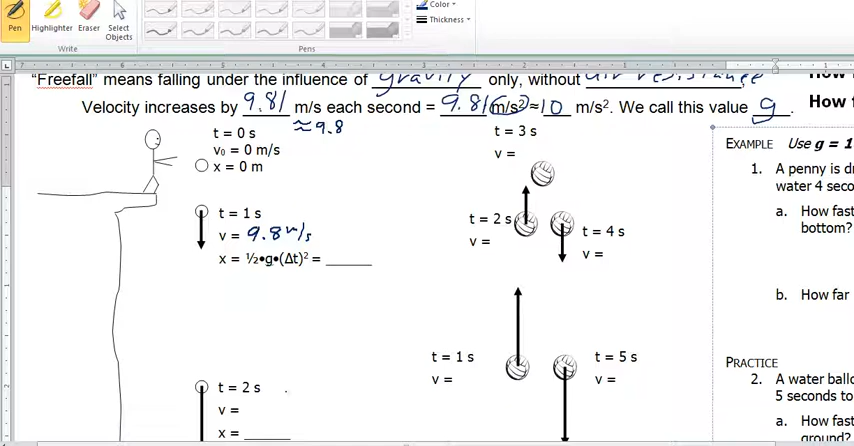 Pen
Highlighter
Eraser
Select Objects
Color
Thickness
Write
Pens
"Freefall" means falling under the influence of gravity only, without air resistance
How
Velocity increases by 9.81 m/s each second = 9.81 m/s² ≈ 10 m/s². We call this value g.
How
≈ 9.8
t = 0 s
v₀ = 0 m/s
x = 0 m
t = 1 s
v = 9.8 m/s
x = ½•g•(Δt)² = ______
t = 2 s
v =
x = ______
t = 3 s
v =
t = 2 s
v =
t = 4 s
v =
t = 1 s
v =
t = 5 s
v =
EXAMPLE Use g = 1
1. A penny is dr
water 4 seco
a. How fast
bottom?
b. How far
PRACTICE
2. A water ballo
5 seconds to
a. How fast
ground?